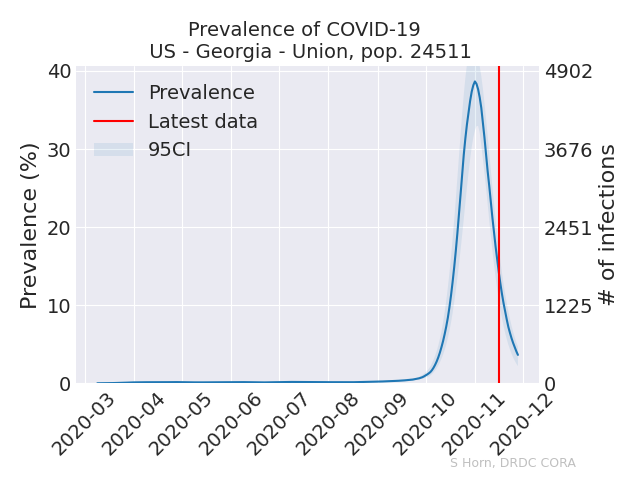 Prevalence of COVID-19
US - Georgia - Union, pop. 24511
Prevalence
Latest data
95CI
Prevalence (%)
40
30
20
10
0
4902
3676
2451
1225
0
# of infections
2020-03
2020-04
2020-05
2020-06
2020-07
2020-08
2020-09
2020-10
2020-11
2020-12
S Horn, DRDC CORA